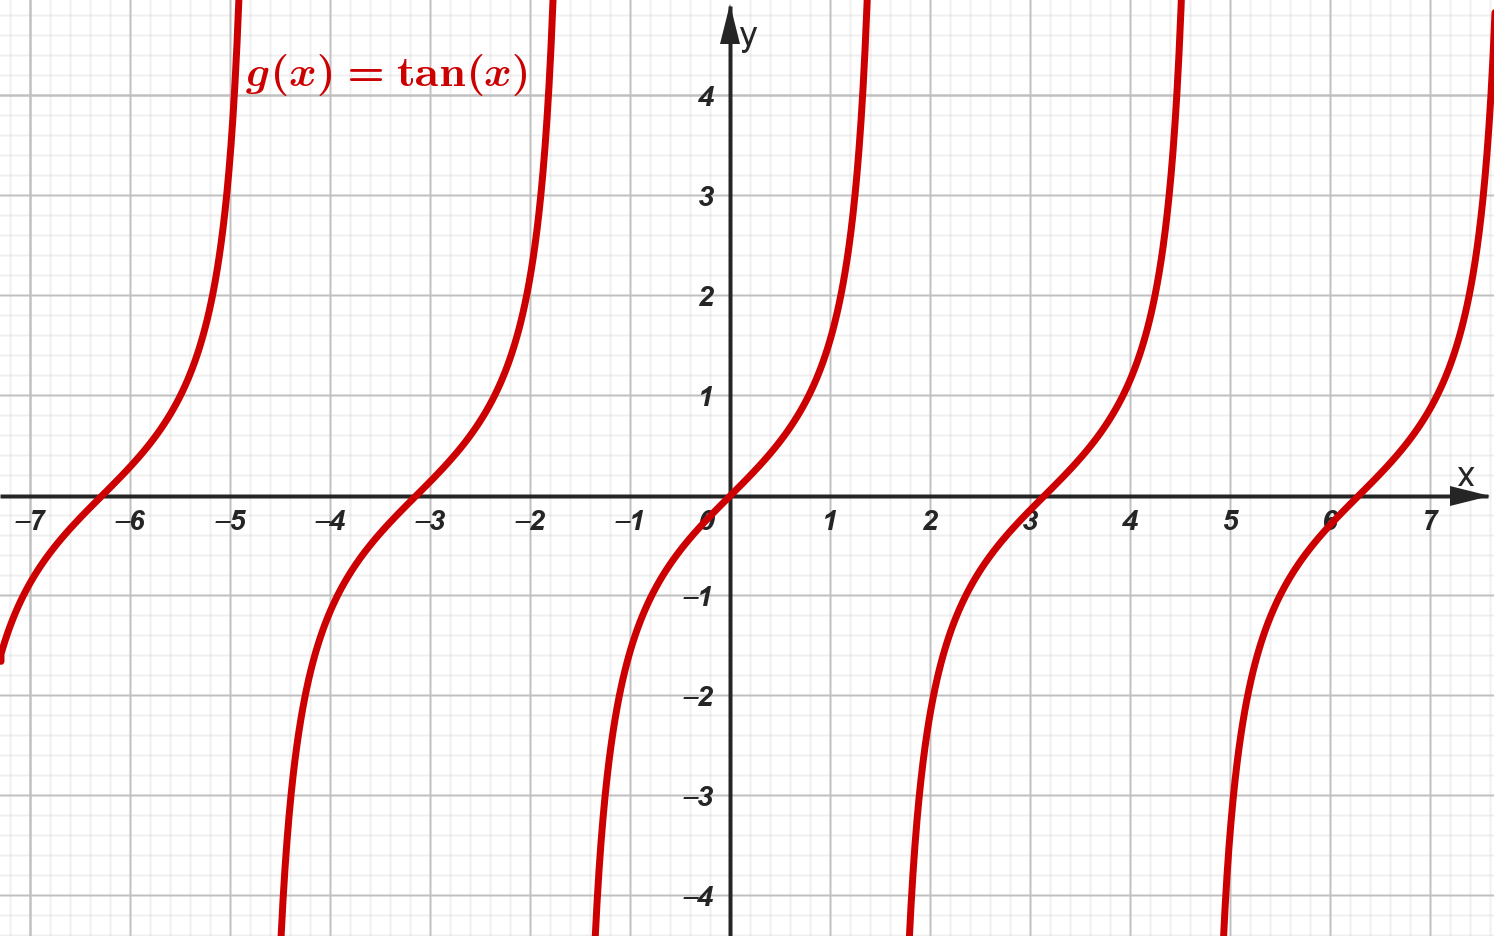 y
g(x) = tan(x)
4
3
2
1
x
–7 –6 –5 –4 –3 –2 –1 0 1 2 3 4 5 6 7
–1
–2
–3
–4